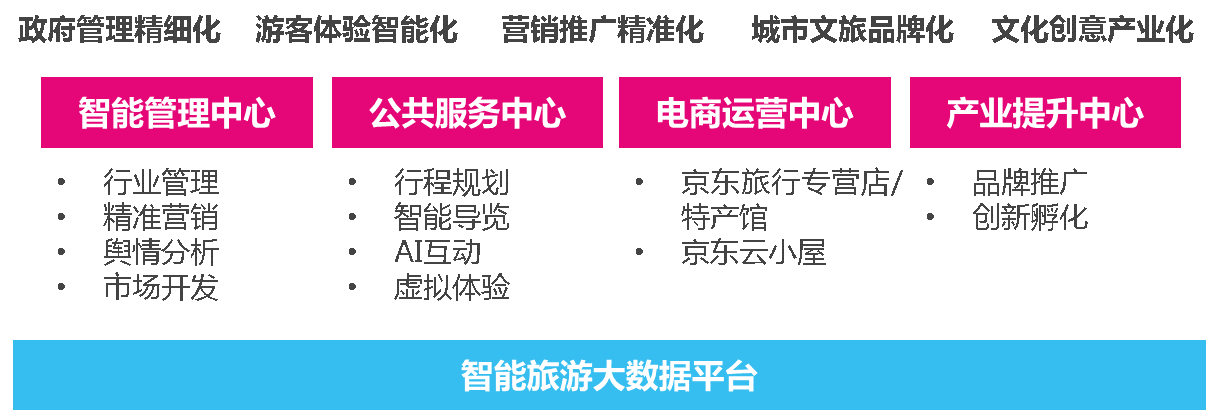 政府管理精细化 游客体验智能化 营销推广精准化 城市文旅品牌化 文化创意产业化
智能管理中心
• 行业管理
• 精准营销
• 舆情分析
• 市场开发
公共服务中心
• 行程规划
• 智能导览
• AI互动
• 虚拟体验
电商运营中心
• 京东旅行专营店/
特产馆
• 京东云小屋
产业提升中心
• 品牌推广
• 创新孵化
智能旅游大数据平台